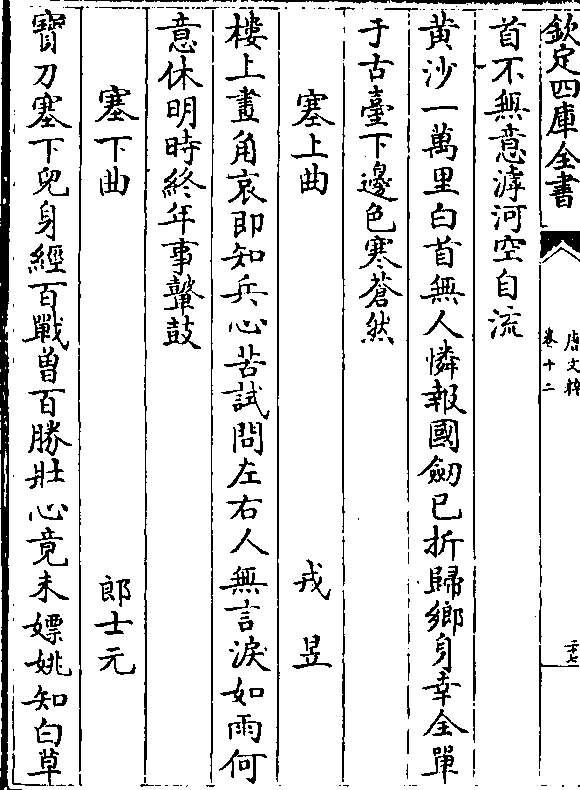 欽定四庫全書
唐文粹
卷十二
二十七
首不無意滹河空自流
黄沙一萬里白首無人憐報國劒已折歸鄉身幸全單
于古臺下邊色寒蒼然
塞上曲 戎昱
樓上畫角哀即知兵心苦試問左右人無言淚如雨何
意休明時終年事鼙鼓
塞下曲 郎士元
寳刀塞下兒身經百戰曾百勝壯心竟未嫖姚知白草